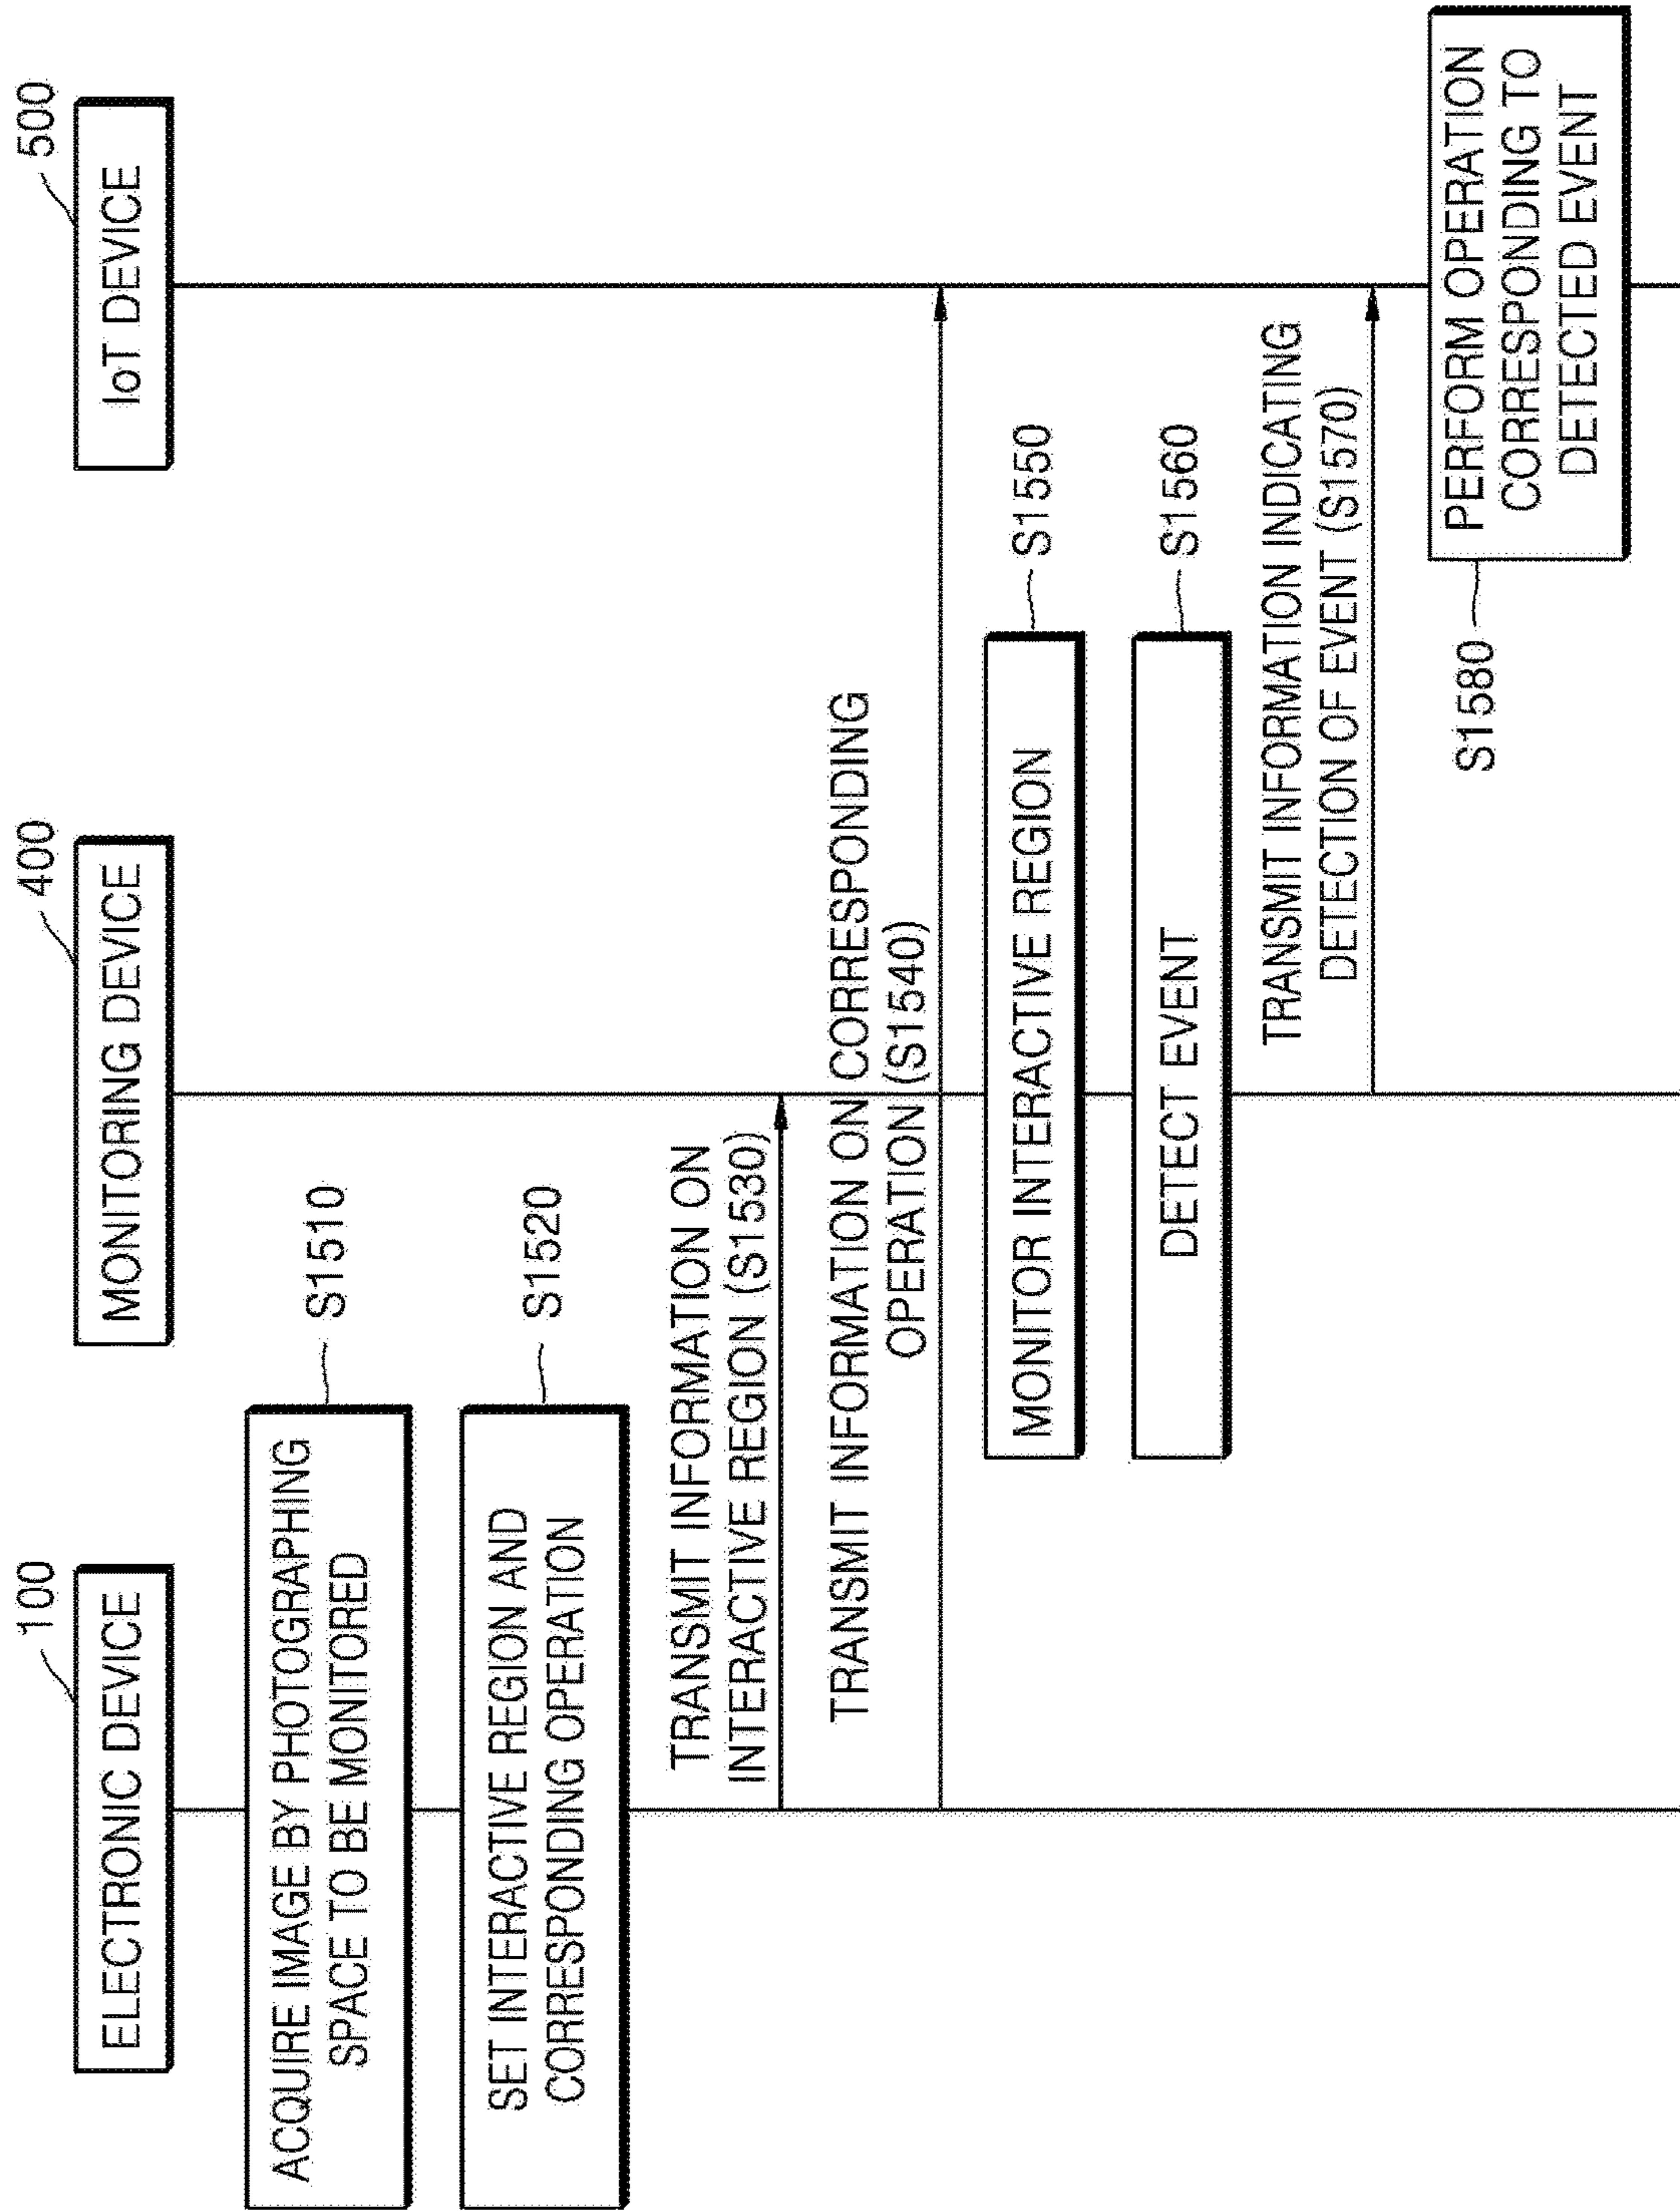 100
ELECTRONIC DEVICE
400
MONITORING DEVICE
500
IoT DEVICE
ACQUIRE IMAGE BY PHOTOGRAPHING
SPACE TO BE MONITORED
S1510
SET INTERACTIVE REGION AND
CORRESPONDING OPERATION
S1520
TRANSMIT INFORMATION ON
INTERACTIVE REGION (S1530)
TRANSMIT INFORMATION ON CORRESPONDING
OPERATION (S1540)
MONITOR INTERACTIVE REGION
S1550
DETECT EVENT
S1560
TRANSMIT INFORMATION INDICATING
DETECTION OF EVENT (S1570)
S1580
PERFORM OPERATION
CORRESPONDING TO
DETECTED EVENT